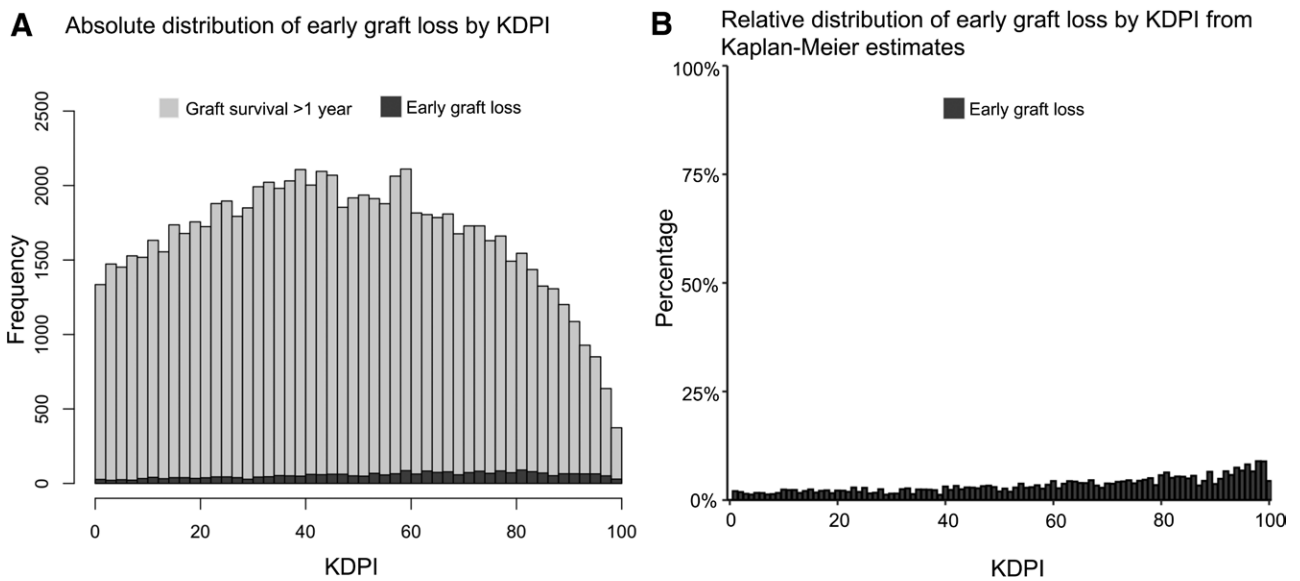 A Absolute distribution of early graft loss by KDPI
Graft survival >1 year Early graft loss
Frequency
2500
2000
1500
1000
500
0
0 20 40 60 80 100
KDPI
B Relative distribution of early graft loss by KDPI from
Kaplan-Meier estimates
Early graft loss
Percentage
100%
75%
50%
25%
0%
0 20 40 60 80 100
KDPI